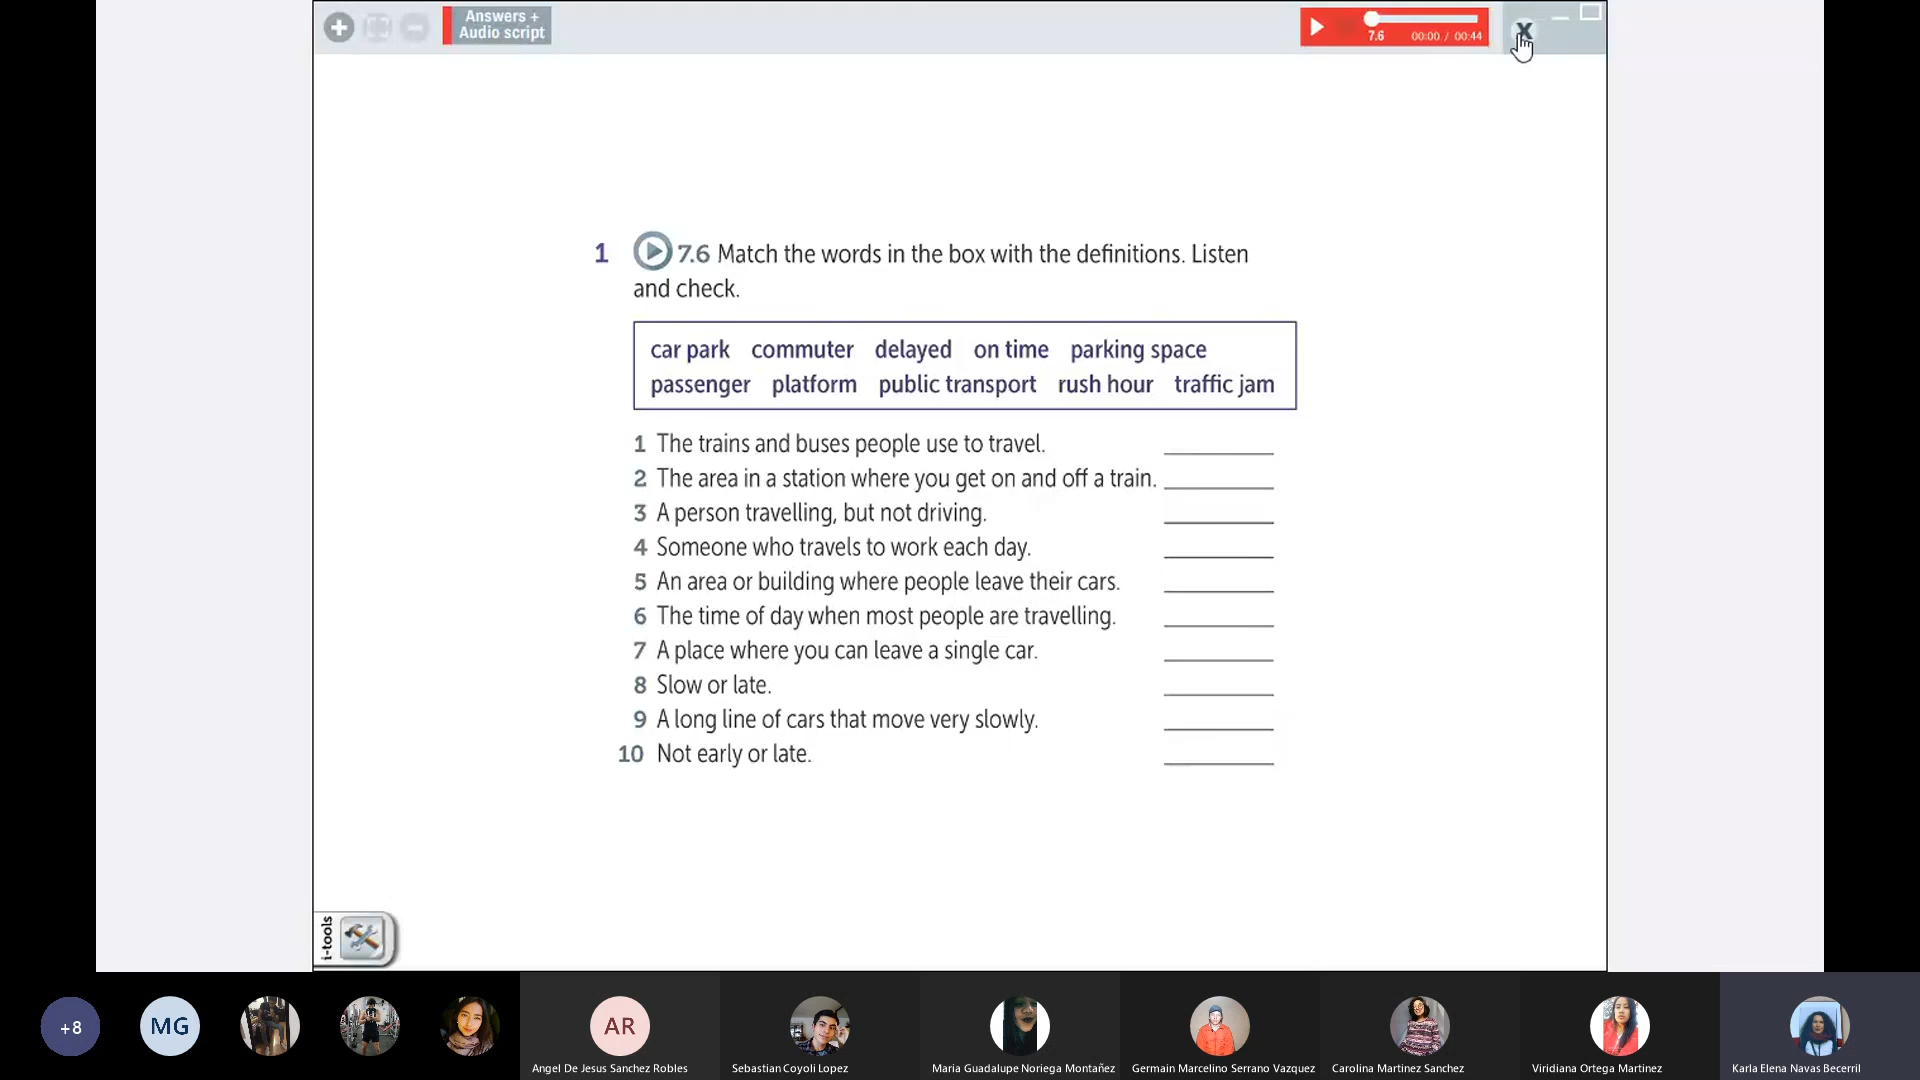 Answers +
Audio script
7.6 00:00 / 00:44
X
1 7.6 Match the words in the box with the definitions. Listen
and check.
car park commuter delayed on time parking space
passenger platform public transport rush hour traffic jam
1 The trains and buses people use to travel.
2 The area in a station where you get on and off a train.
3 A person travelling, but not driving.
4 Someone who travels to work each day.
5 An area or building where people leave their cars.
6 The time of day when most people are travelling.
7 A place where you can leave a single car.
8 Slow or late.
9 A long line of cars that move very slowly.
10 Not early or late.
i-tools
+8 MG AR
Angel De Jesus Sanchez Robles Sebastian Coyoli Lopez Maria Guadalupe Noriega Montañez Germain Marcelino Serrano Vazquez Carolina Martinez Sanchez Viridiana Ortega Martinez Karla Elena Navas Becerril